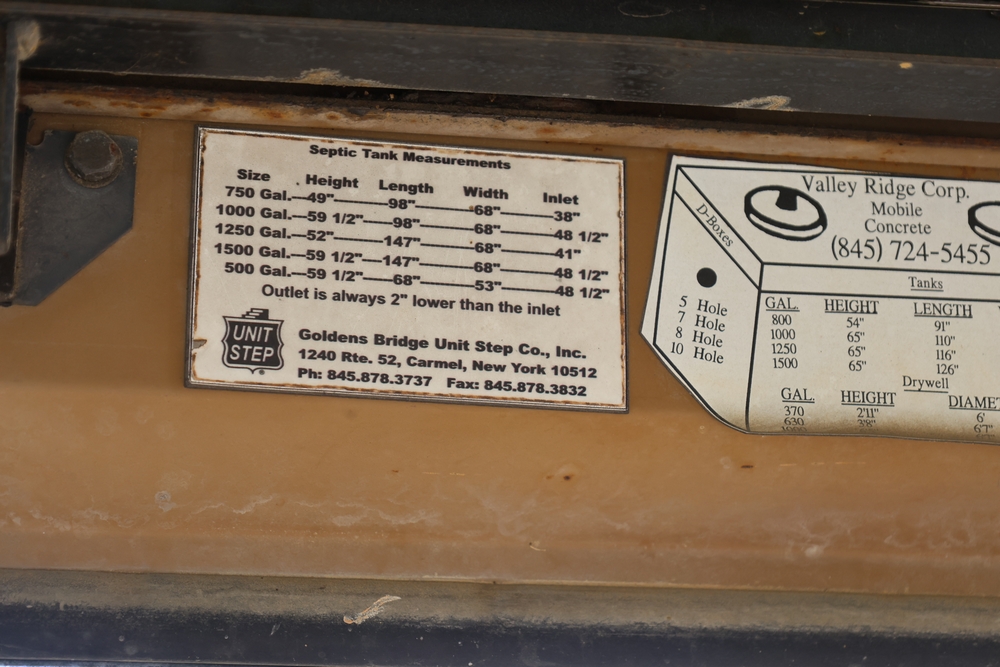 Septic Tank Measurements
Size Height Length Width Inlet
750 Gal.---49"--------98"--------68"--------38"
1000 Gal.---59 1/2"-----98"--------68"--------48 1/2"
1250 Gal.---52"--------147"-------68"--------41"
1500 Gal.---59 1/2"---147"-------68"--------48 1/2"
500 Gal.---59 1/2"-----68"--------53"--------48 1/2"
Outlet is always 2" lower than the inlet
UNIT
STEP
®
Goldens Bridge Unit Step Co., Inc.
1240 Rte. 52, Carmel, New York 10512
Ph: 845.878.3737 Fax: 845.878.3832
Valley Ridge Corp.
Mobile
Concrete
(845) 724-5455
D-Boxes
5 Hole
7 Hole
8 Hole
10 Hole
Tanks
GAL. HEIGHT LENGTH
800 54" 91"
1000 65" 110"
1250 65" 116"
1500 65" 126"
Drywell
GAL. HEIGHT DIAMET
370 2'11" 6'
630 3'8" 6'7"
1000